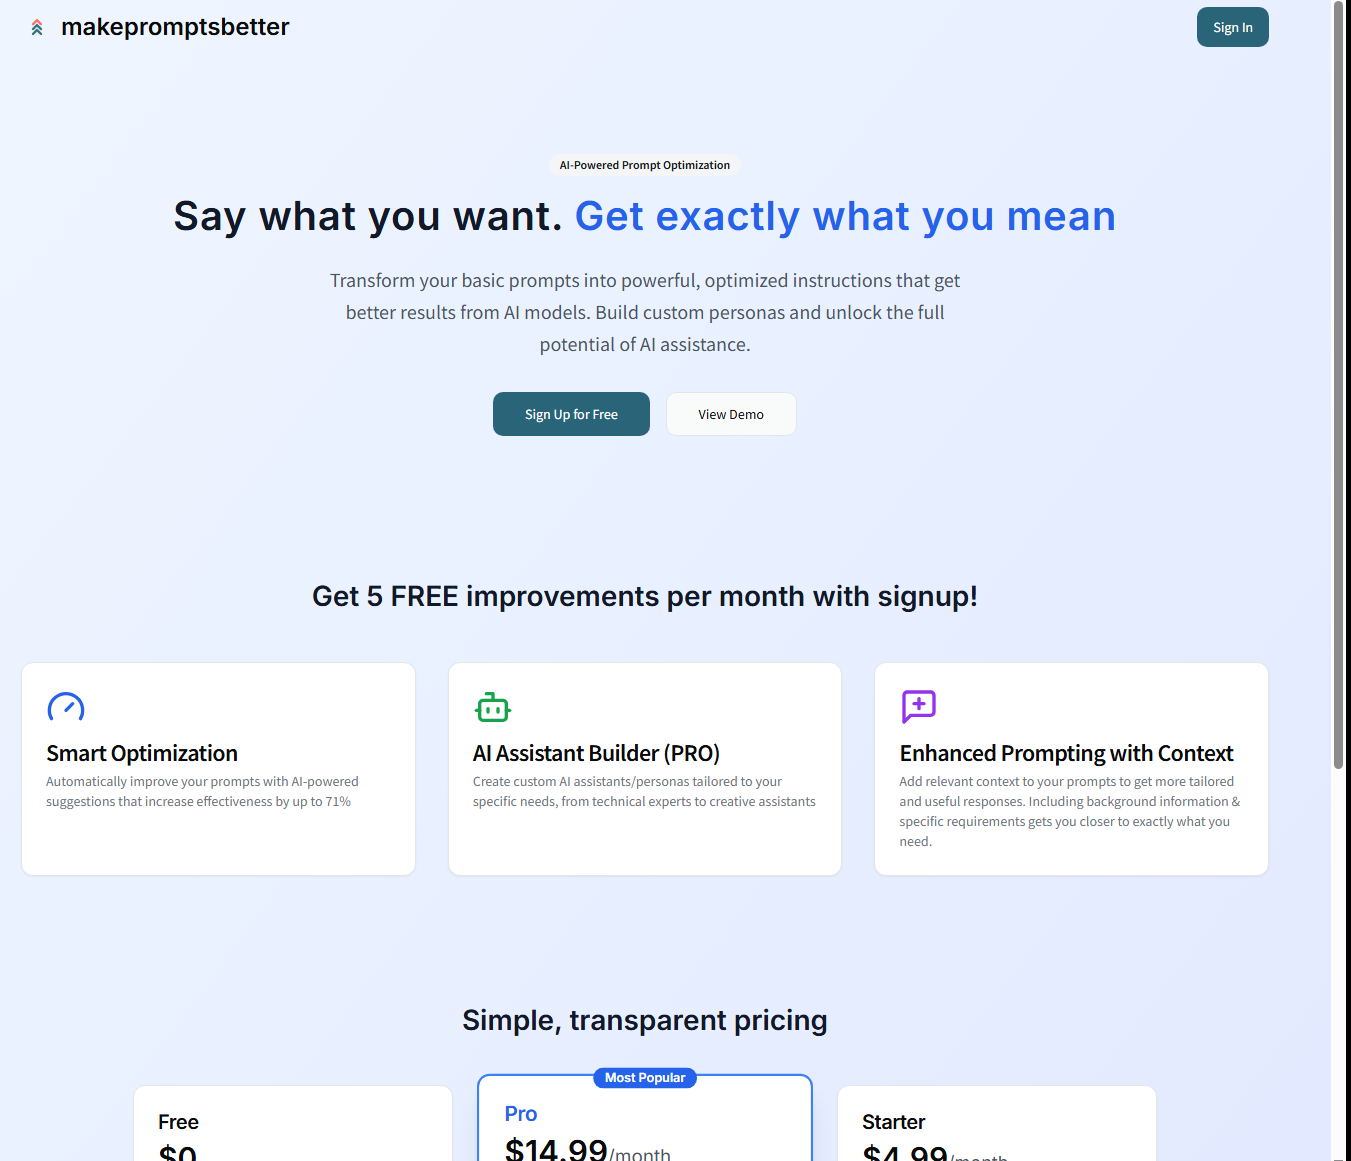 makepromptsbetter
Sign In
AI-Powered Prompt Optimization
Say what you want. Get exactly what you mean
Transform your basic prompts into powerful, optimized instructions that get
better results from AI models. Build custom personas and unlock the full
potential of AI assistance.
Sign Up for Free
View Demo
Get 5 FREE improvements per month with signup!
Smart Optimization
Automatically improve your prompts with AI-powered
suggestions that increase effectiveness by up to 71%
AI Assistant Builder (PRO)
Create custom AI assistants/personas tailored to your
specific needs, from technical experts to creative assistants
Enhanced Prompting with Context
Add relevant context to your prompts to get more tailored
and useful responses. Including background information &
specific requirements gets you closer to exactly what you
need.
Simple, transparent pricing
Free
$0
Most Popular
Pro
$14.99/month
Starter
$4.99/month